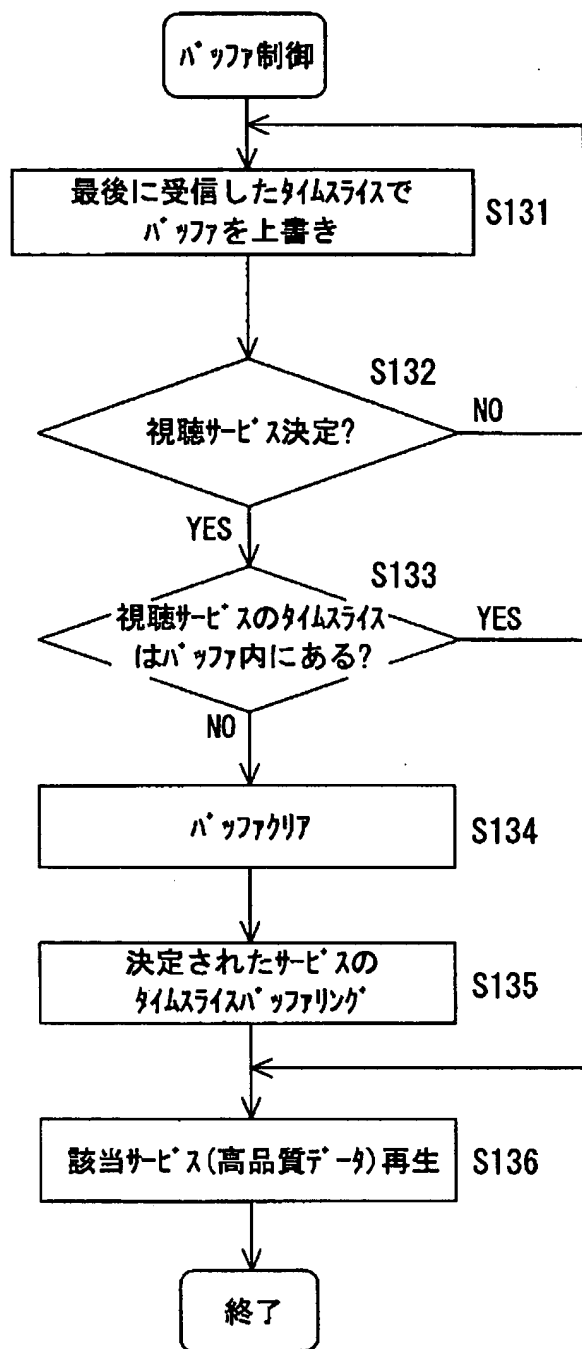 バッファ制御
最後に受信したタイムスライスで
バッファを上書き
S131
S132
視聴サービス決定?
NO
YES
S133
視聴サービスのタイムスライス
はバッファ内にある?
YES
NO
バッファクリア
S134
決定されたサービスの
タイムスライスバッファリング
S135
該当サービス(高品質データ)再生
S136
終了